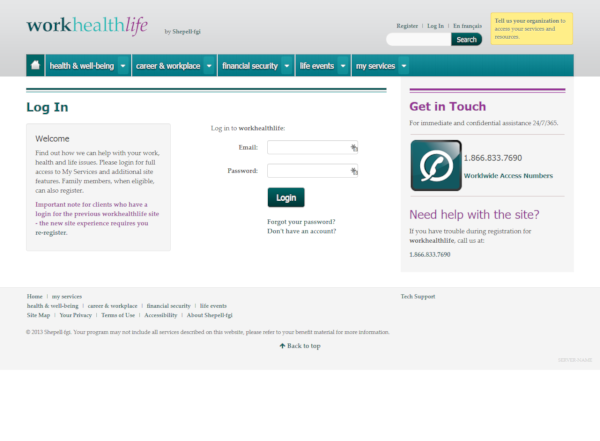 workhealthlife
by Shepell·fgi
Register | Log In | En français
Search
Tell us your organization to
access your services and
resources.
health & well-being
career & workplace
financial security
life events
my services
Log In
Welcome
Find out how we can help with your work,
health and life issues. Please login for full
access to My Services and additional site
features. Family members, when eligible,
can also register.
Important note for clients who have a
login for the previous workhealthlife site
- the new site experience requires you
re-register.
Log in to workhealthlife:
Email:
Password:
Login
Forgot your password?
Don't have an account?
Get in Touch
For immediate and confidential assistance 24/7/365.
1.866.833.7690
Worldwide Access Numbers
Need help with the site?
If you have trouble during registration for
workhealthlife, call us at:
1.866.833.7690
Home | my services
health & well-being | career & workplace | financial security | life events
Site Map | Your Privacy | Terms of Use | Accessibility | About Shepell·fgi
Tech Support
© 2013 Shepell·fgi. Your program may not include all services described on this website, please refer to your benefit material for more information.
Back to top